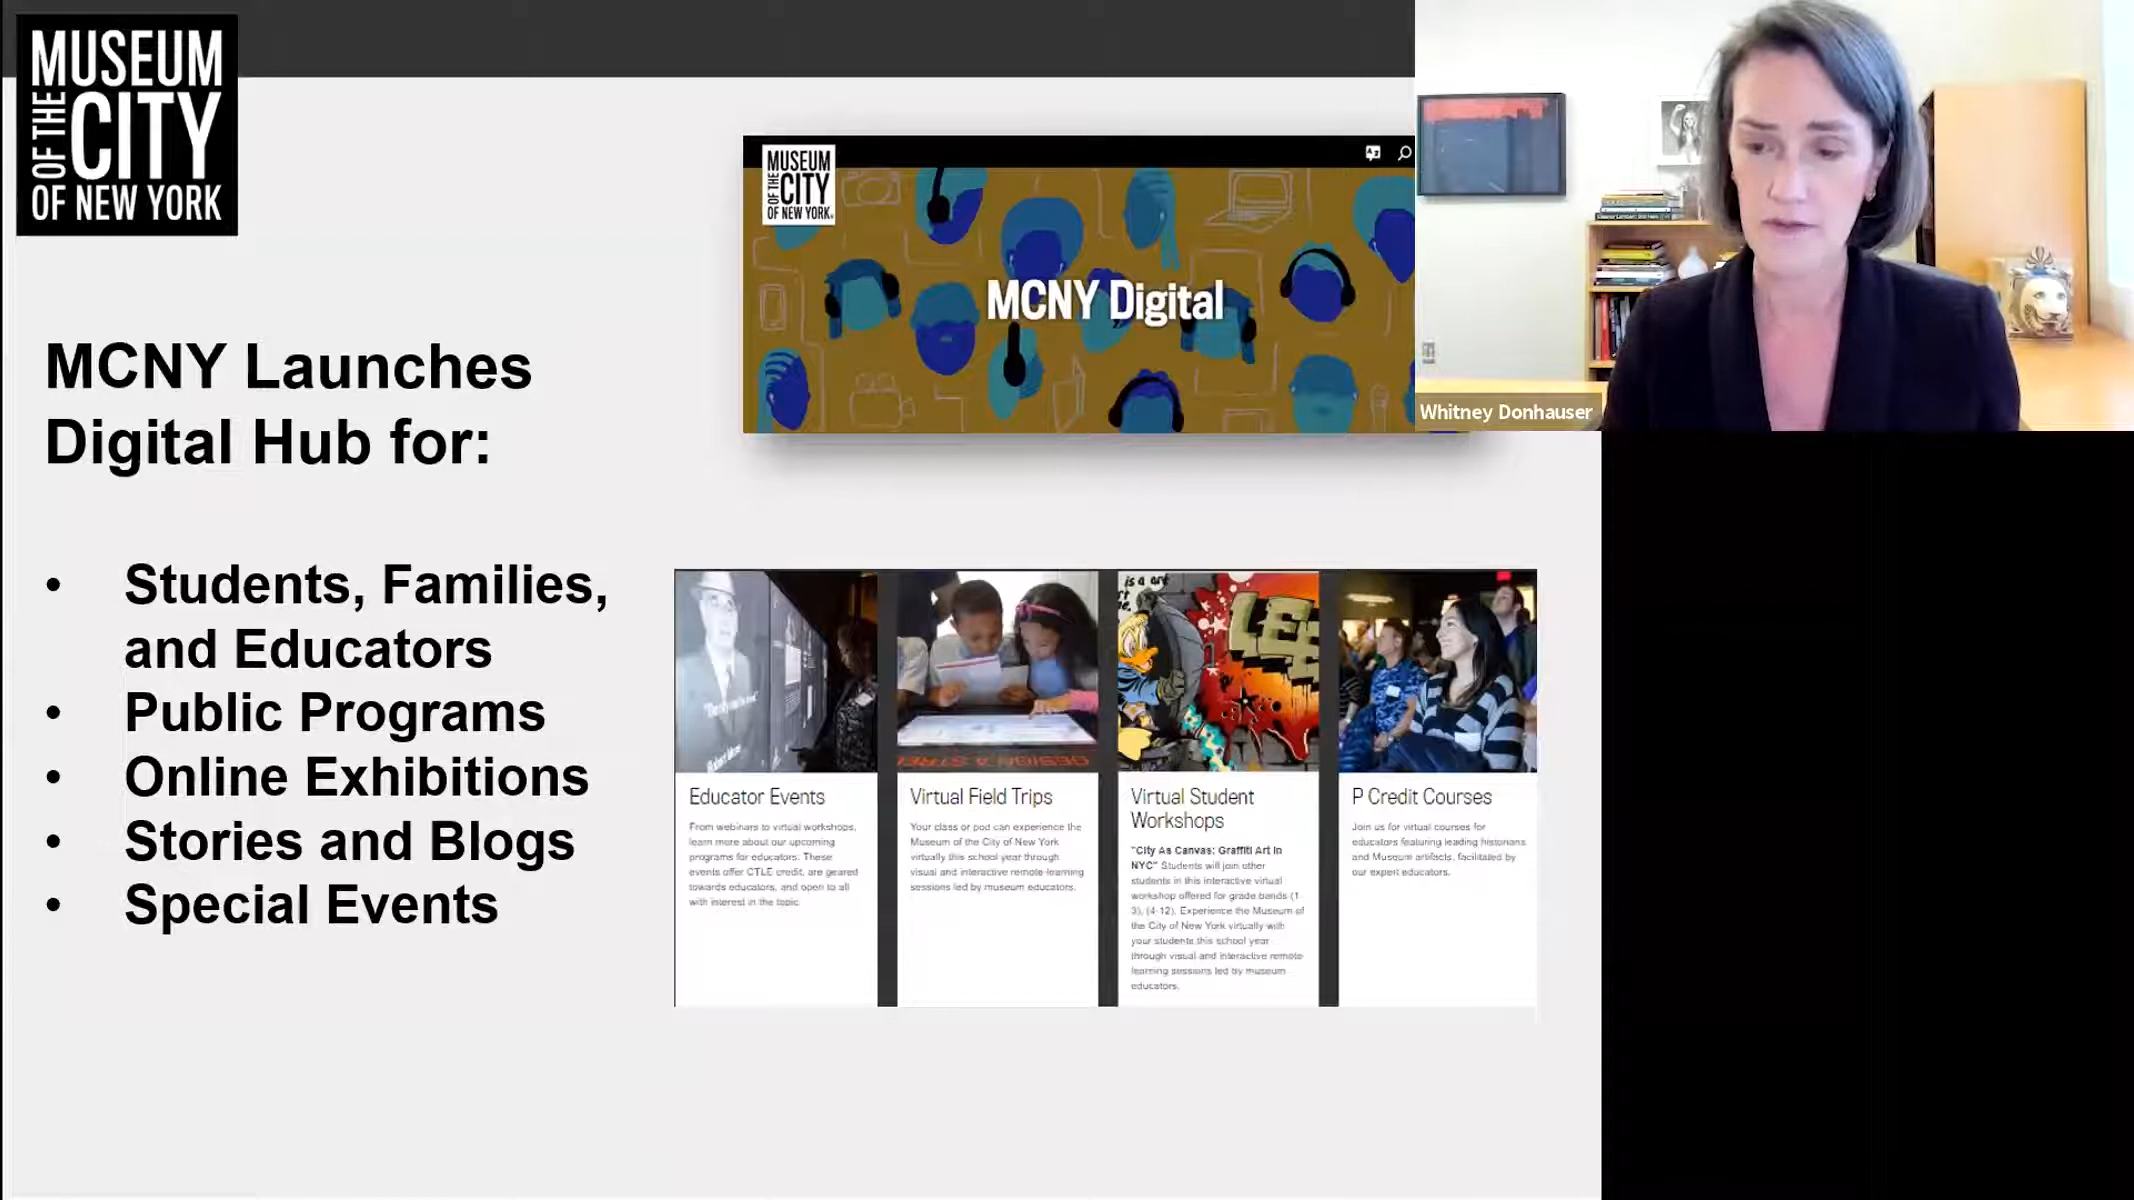 MUSEUM
OF THE
CITY
OF NEW YORK
MCNY Launches
Digital Hub for:
• Students, Families,
and Educators
• Public Programs
• Online Exhibitions
• Stories and Blogs
• Special Events
MUSEUM
OF THE
CITY
OF NEW YORK
MCNY Digital
Whitney Donhauser
is a art
LEE
DESIGN A STRE
Educator Events
From webinars to virtual workshops,
learn more about our upcoming
programs for educators. These
events offer CTLE credit, are geared
towards educators, and open to all
with interest in the topic.
Virtual Field Trips
Your class or pod can experience the
Museum of the City of New York
virtually this school year through
visual and interactive remote-learning
sessions led by museum educators.
Virtual Student
Workshops
"City As Canvas: Graffiti Art in
NYC" Students will join other
students in this interactive virtual
workshop offered for grade bands (1-
3), (4-12). Experience the Museum of
the City of New York virtually with
your students this school year
through visual and interactive remote-
learning sessions led by museum
educators.
P Credit Courses
Join us for virtual courses for
educators featuring leading historians
and Museum artifacts, facilitated by
our expert educators.